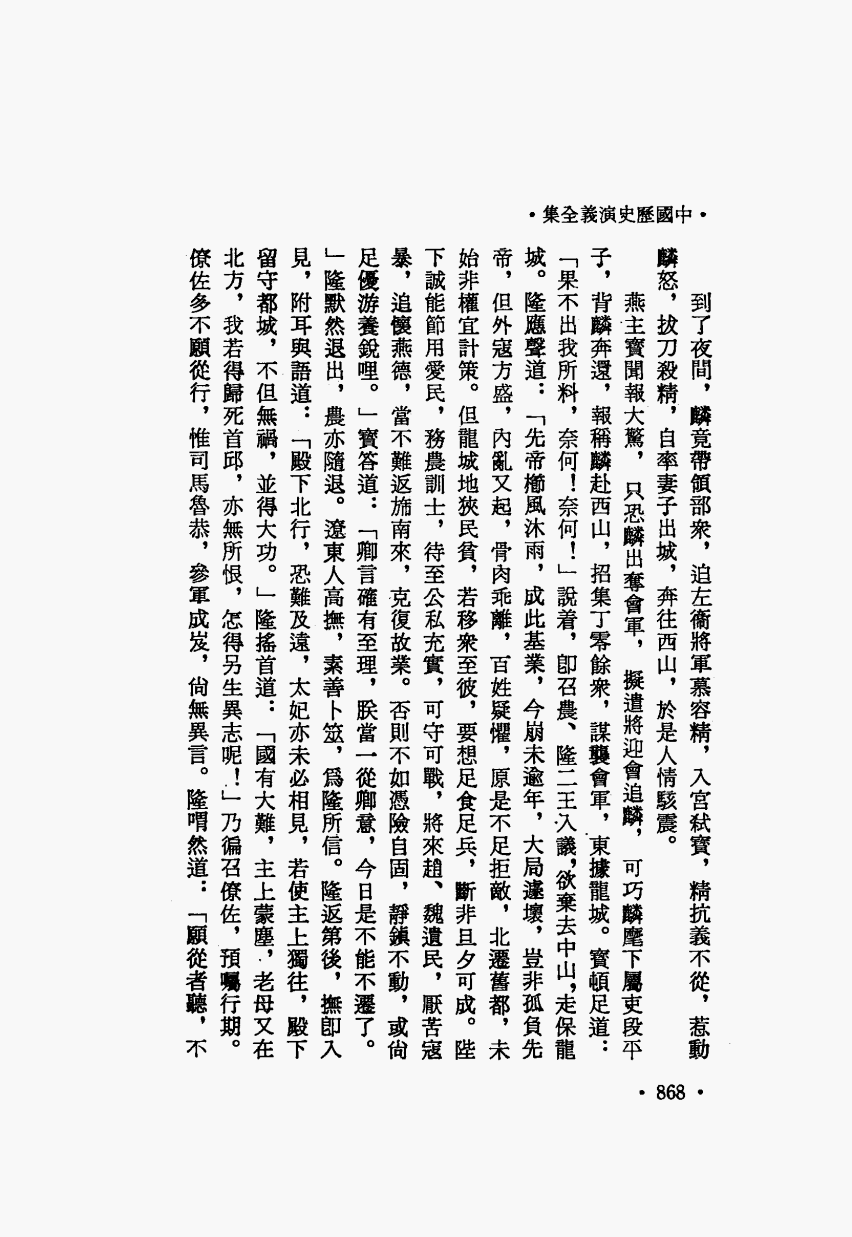 ・中國歷史演義全集・
到了夜間，麟竟帶領部衆，迫左衞將軍慕容精，入宮弒寳，精抗義不從，惹動
麟怒，拔刀殺精，自率妻子出城，奔往西山，於是人情駭震。
燕主寳聞報大驚，只恐麟出奪會軍，擬遣將迎會追麟，可巧麟麾下屬吏段平
子，背麟奔還，報稱麟赴西山，招集丁零餘衆，謀襲會軍，東據龍城。寳頓足道：
「果不出我所料，奈何！奈何！」說着，卽召農、隆二王入議，欲棄去中山，走保龍
城。隆應聲道：「先帝櫛風沐雨，成此基業，今崩未逾年，大局遽壞，豈非孤負先
帝，但外寇方盛，內亂又起，骨肉乖離，百姓疑懼，原是不足拒敵，北遷舊都，未
始非權宜計策。但龍城地狹民貧，若移衆至彼，要想足食足兵，斷非旦夕可成。陛
下誠能節用愛民，務農訓士，待至公私充實，可守可戰，將來趙、魏遺民，厭苦寇
暴，追懷燕德，當不難返旆南來，克復故業。否則不如憑險自固，靜鎭不動，或尙
足優游養銳哩。」寳答道：「卿言確有至理，朕當一從卿意，今日是不能不遷了。
」隆默然退出，農亦隨退。遼東人高撫，素善卜筮，爲隆所信。隆返第後，撫卽入
見，附耳與語道：「殿下北行，恐難及遠，太妃亦未必相見，若使主上獨往，殿下
留守都城，不但無禍，並得大功。」隆搖首道：「國有大難，主上蒙塵，老母又在
北方，我若得歸死首邱，亦無所恨，怎得另生異志呢！」乃徧召僚佐，預囑行期。
僚佐多不願從行，惟司馬魯恭，參軍成岌，尙無異言。隆喟然道：「願從者聽，不
・868・